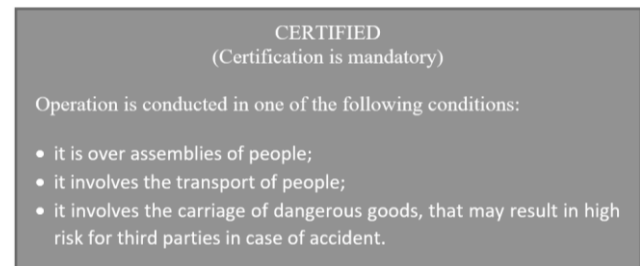 CERTIFIED
(Certification is mandatory)
Operation is conducted in one of the following conditions:
• it is over assemblies of people;
• it involves the transport of people;
• it involves the carriage of dangerous goods, that may result in high
risk for third parties in case of accident.